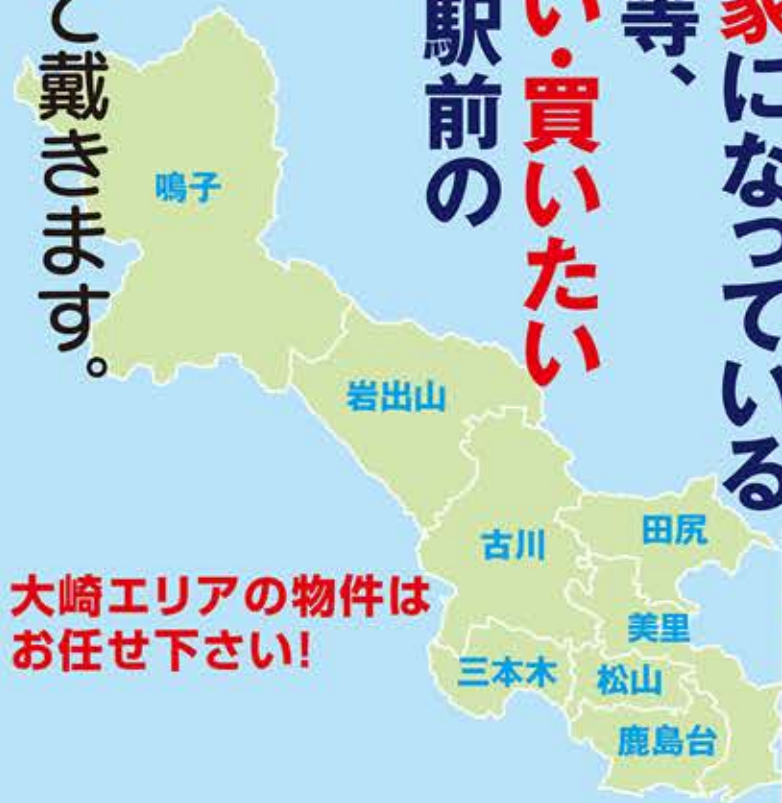 家になっている
寺、
い・買いたい
駅前の
て戴きます。
鳴子
岩出山
古川
田尻
美里
三本木
松山
鹿島台
大崎エリアの物件は
お任せ下さい!